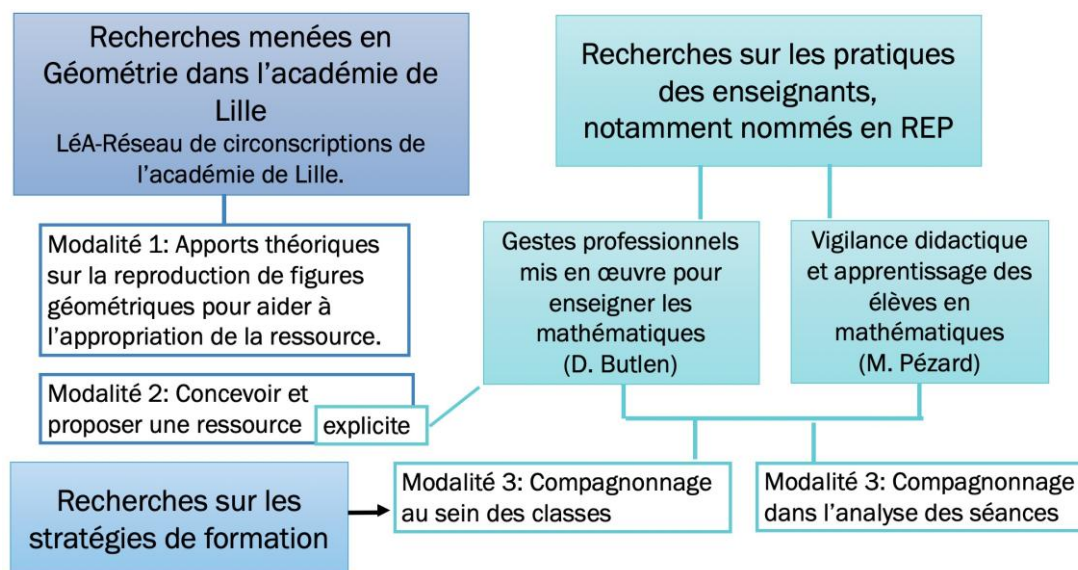 Recherches menées en
Géométrie dans l'académie de
Lille
LéA-Réseau de circonscriptions de
l'académie de Lille.
Recherches sur les pratiques
des enseignants,
notamment nommés en REP
Modalité 1: Apports théoriques
sur la reproduction de figures
géométriques pour aider à
l'appropriation de la ressource.
Gestes professionnels
mis en œuvre pour
enseigner les
mathématiques
(D. Butlen)
Vigilance didactique
et apprentissage des
élèves en
mathématiques
(M. Pézard)
Modalité 2: Concevoir et
proposer une ressource
explicite
Recherches sur les
stratégies de formation
Modalité 3: Compagnonnage
au sein des classes
Modalité 3: Compagnonnage
dans l'analyse des séances